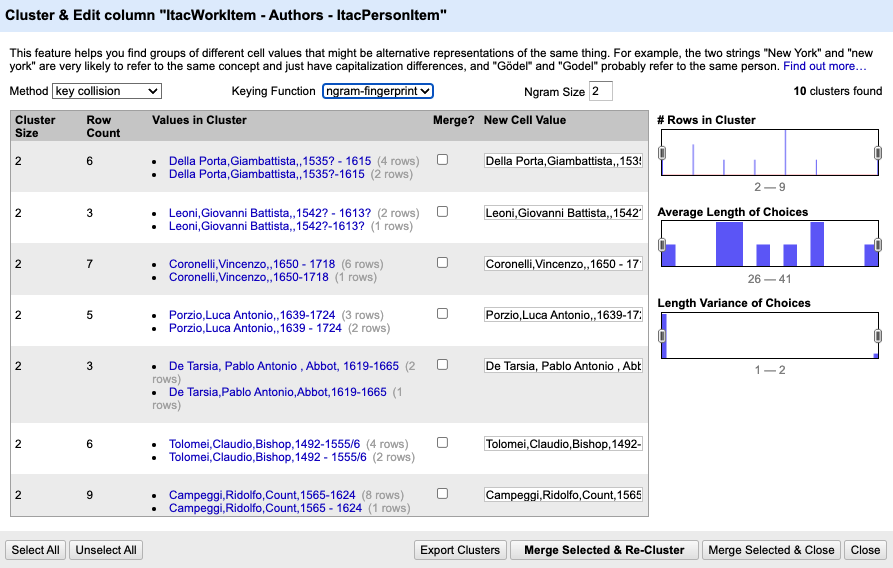 Cluster & Edit column "ItacWorkItem - Authors - ItacPersonItem"
This feature helps you find groups of different cell values that might be alternative representations of the same thing. For example, the two strings "New York" and "new
york" are very likely to refer to the same concept and just have capitalization differences, and "Gödel" and "Godel" probably refer to the same person. Find out more…
Method key collision Keying Function ngram-fingerprint Ngram Size 2 10 clusters found
Cluster Size Row Count Values in Cluster Merge? New Cell Value
2 6 • Della Porta,Giambattista,,1535? - 1615 (4 rows) Della Porta,Giambattista,,1535
• Della Porta,Giambattista,,1535?-1615 (2 rows)
2 3 • Leoni,Giovanni Battista,,1542? - 1613? (2 rows) Leoni,Giovanni Battista,,1542?
• Leoni,Giovanni Battista,,1542?-1613? (1 rows)
2 7 • Coronelli,Vincenzo,,1650 - 1718 (6 rows) Coronelli,Vincenzo,,1650 - 171
• Coronelli,Vincenzo,,1650-1718 (1 rows)
2 5 • Porzio,Luca Antonio,,1639-1724 (3 rows) Porzio,Luca Antonio,,1639-172
• Porzio,Luca Antonio,,1639 - 1724 (2 rows)
2 3 • De Tarsia, Pablo Antonio , Abbot, 1619-1665 (2 De Tarsia, Pablo Antonio , Abb
rows)
• De Tarsia,Pablo Antonio,Abbot,1619-1665 (1
rows)
2 6 • Tolomei,Claudio,Bishop,1492-1555/6 (4 rows) Tolomei,Claudio,Bishop,1492-
• Tolomei,Claudio,Bishop,1492 - 1555/6 (2 rows)
2 9 • Campeggi,Ridolfo,Count,1565-1624 (8 rows) Campeggi,Ridolfo,Count,1565
• Campeggi,Ridolfo,Count,1565 - 1624 (1 rows)
# Rows in Cluster
2 — 9
Average Length of Choices
26 — 41
Length Variance of Choices
1 — 2
Select All Unselect All Export Clusters Merge Selected & Re-Cluster Merge Selected & Close Close